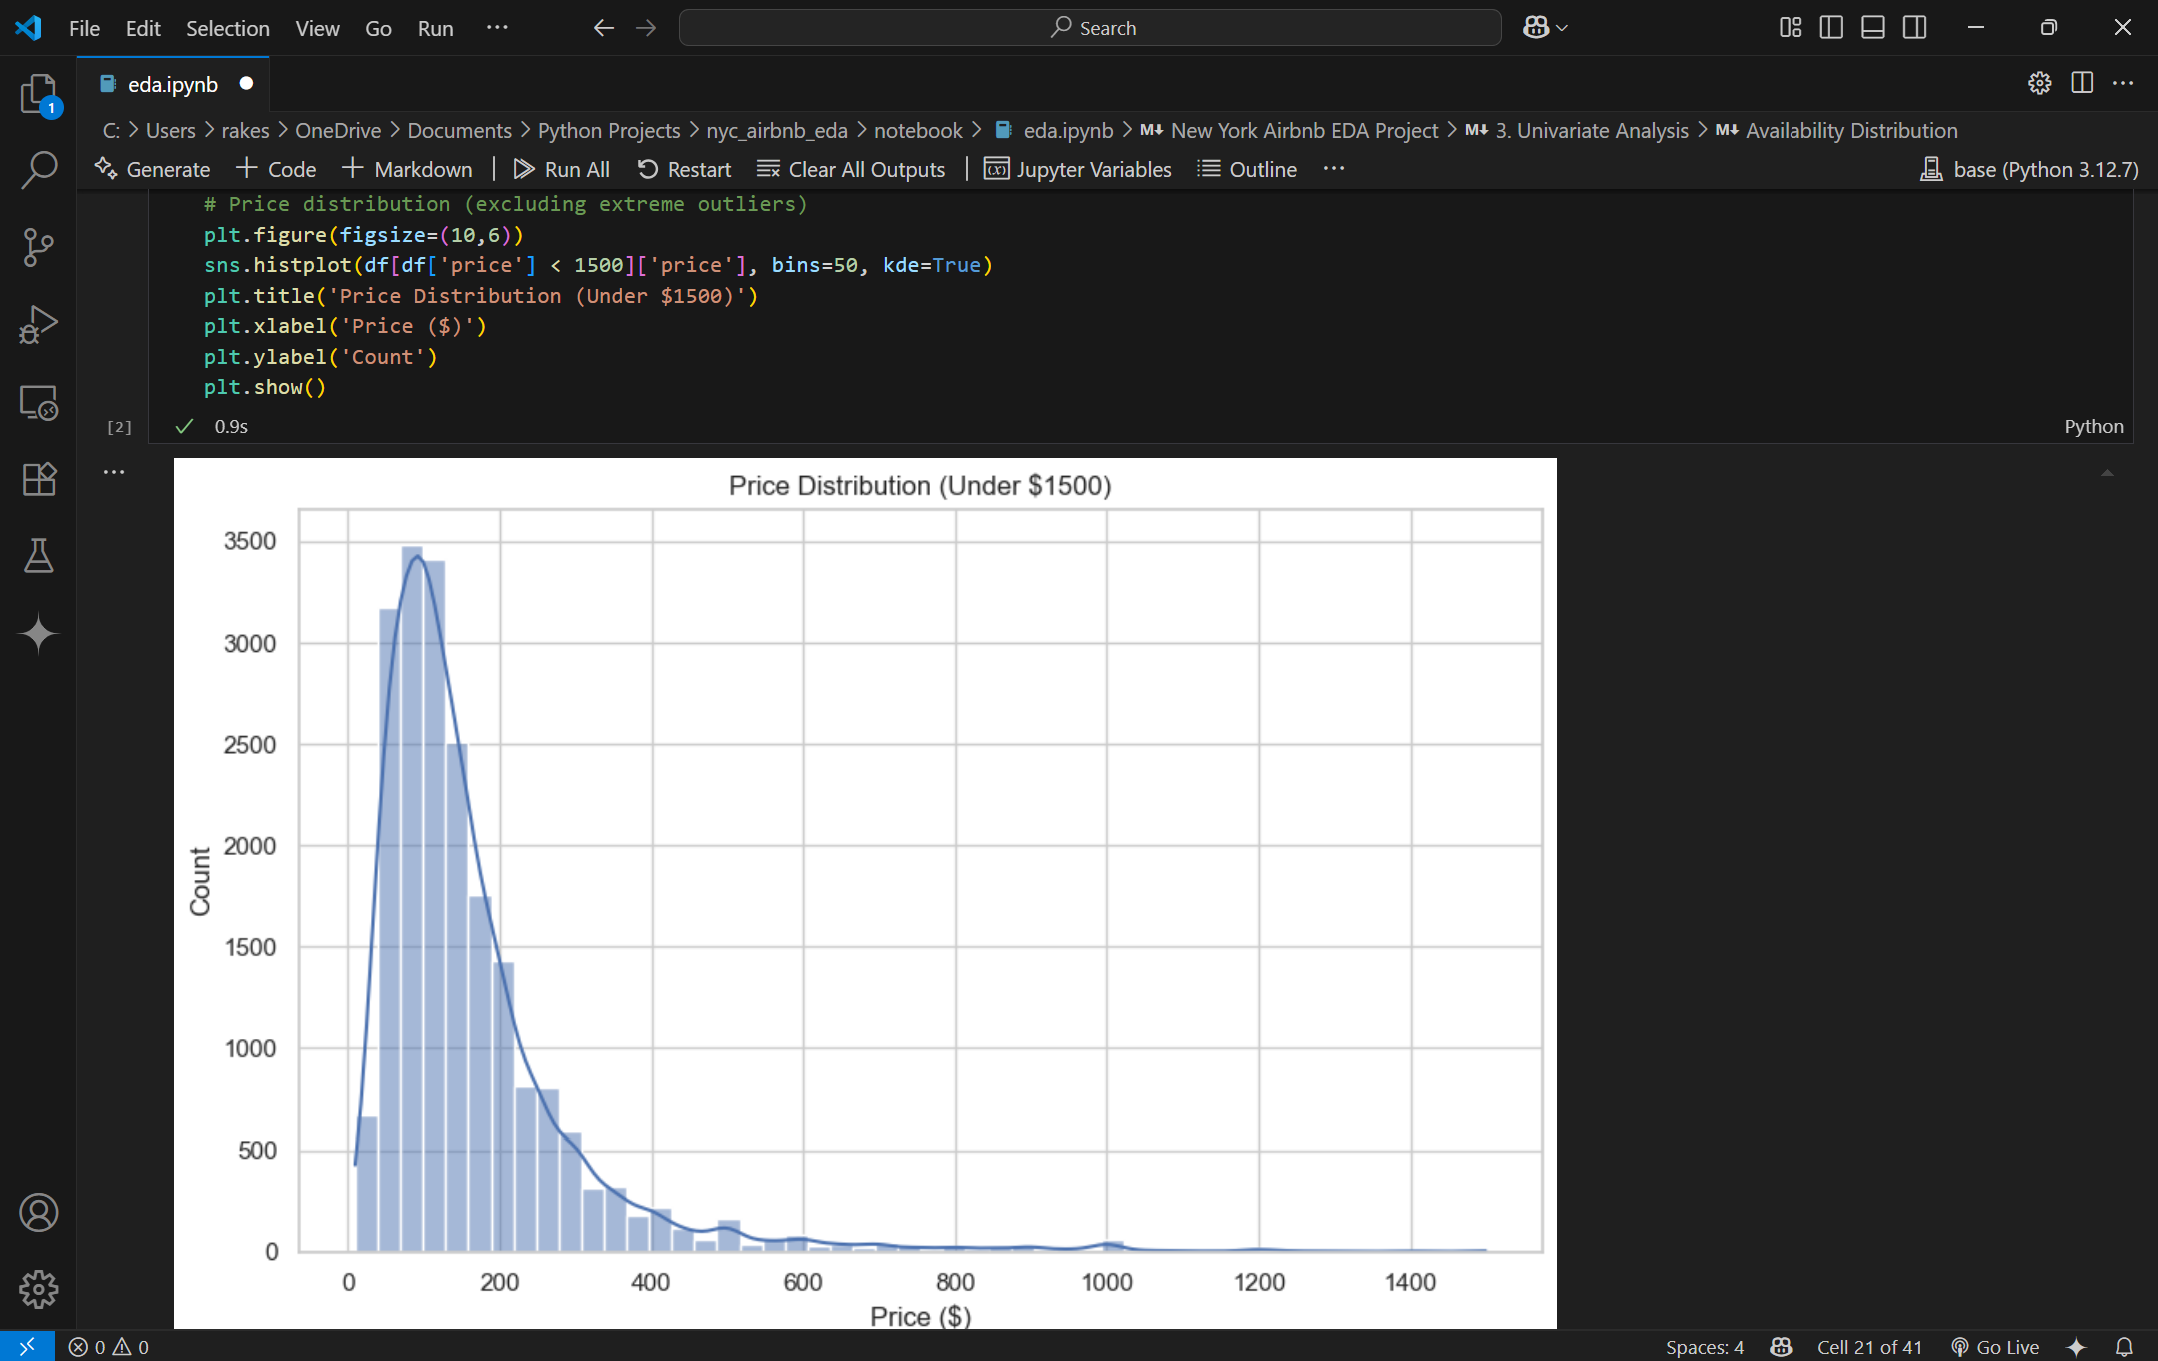 File Edit Selection View Go Run ··· Search
eda.ipynb
1
C: > Users > rakes > OneDrive > Documents > Python Projects > nyc_airbnb_eda > notebook > eda.ipynb > M↓ New York Airbnb EDA Project > M↓ 3. Univariate Analysis > M↓ Availability Distribution
Generate + Code + Markdown | Run All Restart Clear All Outputs | Jupyter Variables Outline ··· base (Python 3.12.7)
# Price distribution (excluding extreme outliers)
plt.figure(figsize=(10,6))
sns.histplot(df[df['price'] < 1500]['price'], bins=50, kde=True)
plt.title('Price Distribution (Under $1500)')
plt.xlabel('Price ($)')
plt.ylabel('Count')
plt.show()
[2] ✓ 0.9s Python
Price Distribution (Under $1500)
3500
3000
2500
2000
1500
1000
500
0
Count
0 200 400 600 800 1000 1200 1400
Price ($)
0 0 Spaces: 4 Cell 21 of 41 Go Live